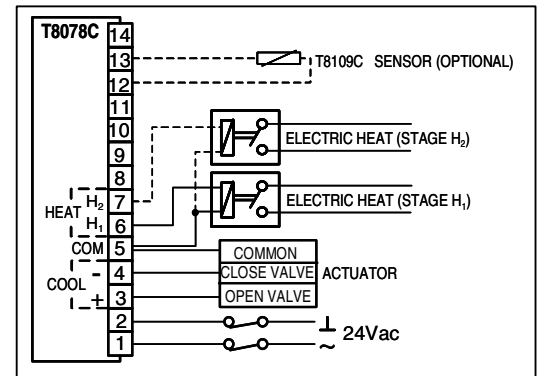 T8078C
14
13
T8109C SENSOR (OPTIONAL)
12
11
10
ELECTRIC HEAT (STAGE H₂)
9
8
H₂ 7
HEAT
H₁ 6
ELECTRIC HEAT (STAGE H₁)
COM 5
COMMON
- 4
CLOSE VALVE
ACTUATOR
COOL
+ 3
OPEN VALVE
2
24Vac
1
~